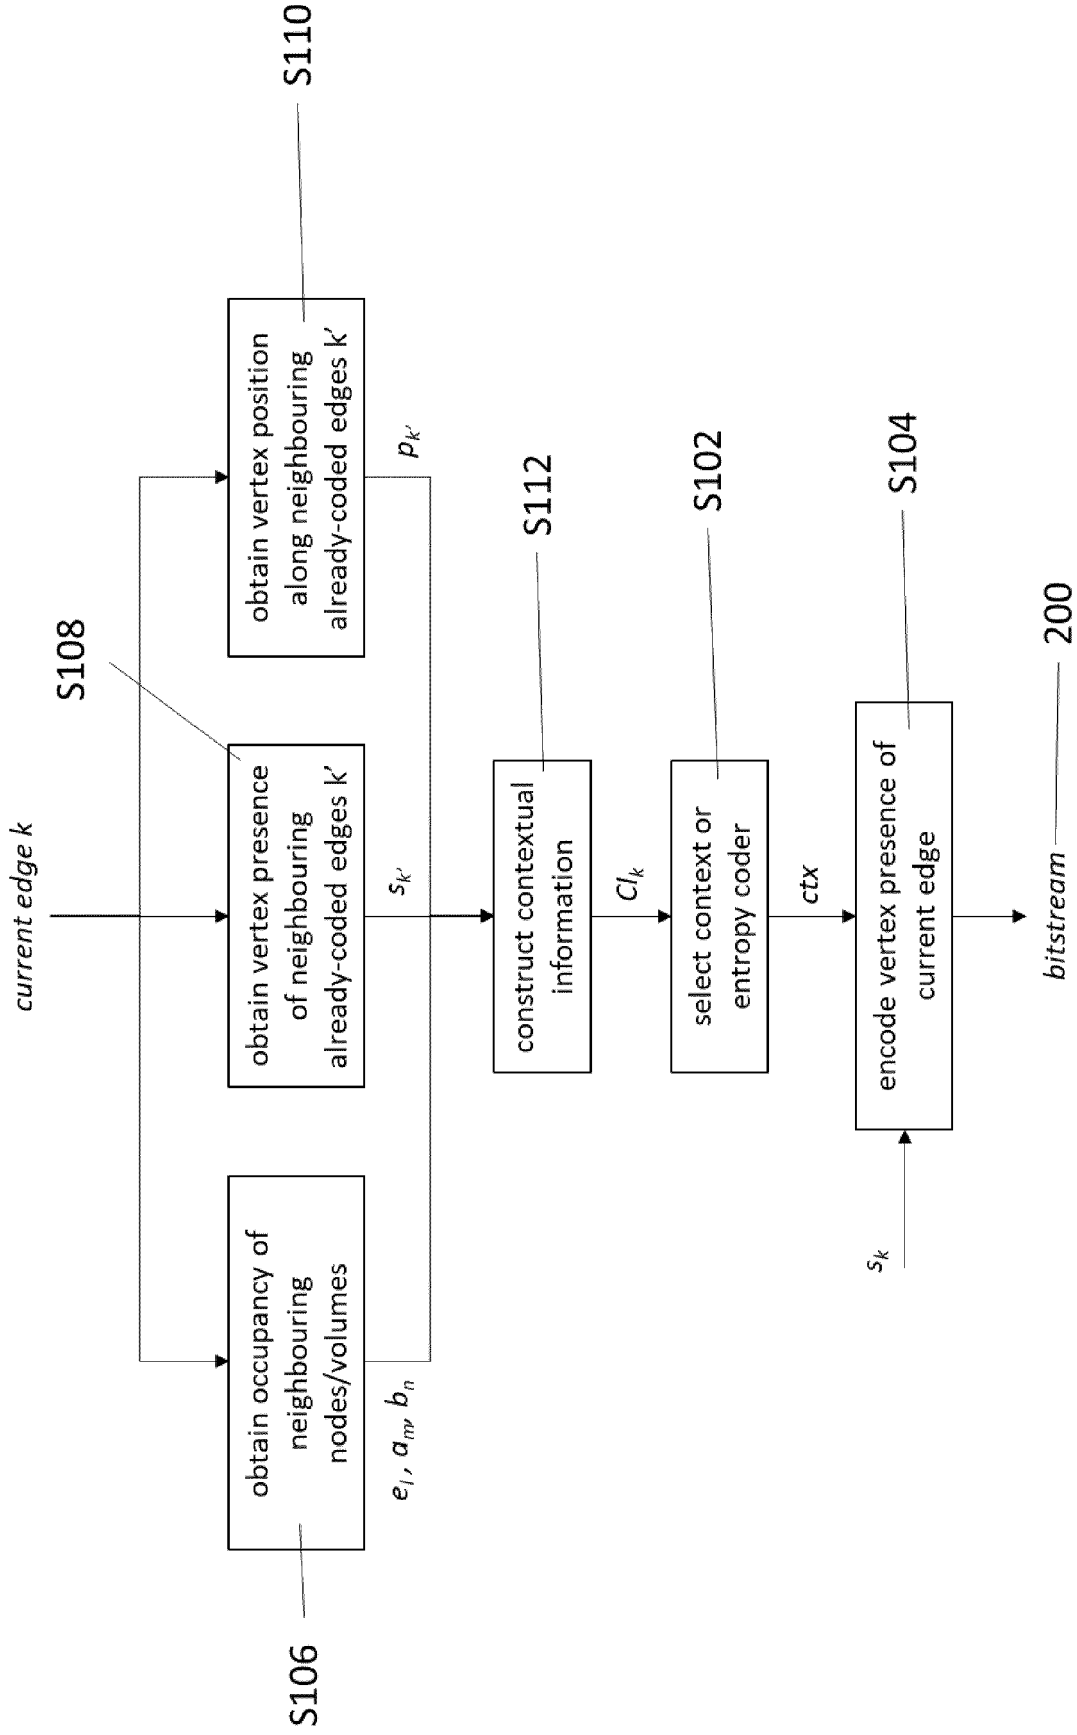 current edge k
S108
S110
S106
obtain occupancy of
neighbouring
nodes/volumes
obtain vertex presence
of neighbouring
already-coded edges k'
obtain vertex position
along neighbouring
already-coded edges k'
e_l , a_m, b_n
s_k'
p_k'
construct contextual
information
S112
CI_k
select context or
entropy coder
S102
ctx
s_k
encode vertex presence of
current edge
S104
bitstream
200